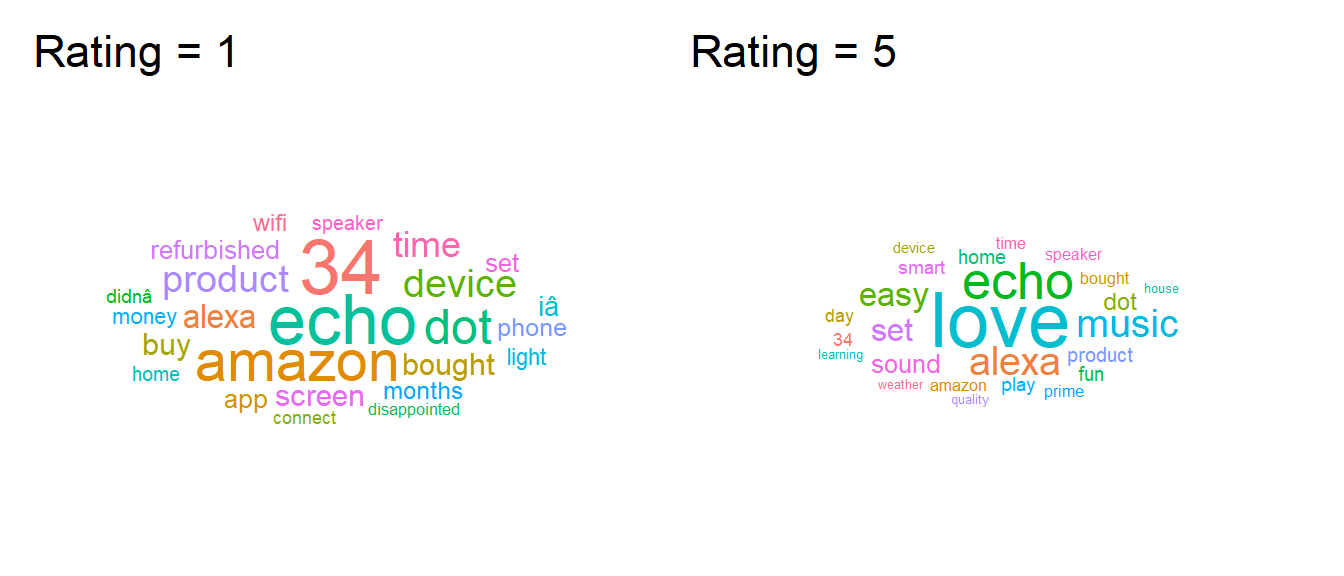 Rating = 1
wifi speaker
refurbished 34 time
product device set
didnâ
money alexa echo dot phone iâ
buy amazon bought light
home
app screen months
connect disappointed
Rating = 5
device time
smart home speaker
easy echo bought
house
day set love music dot
34
learning sound alexa product
fun
weather amazon play prime
quality